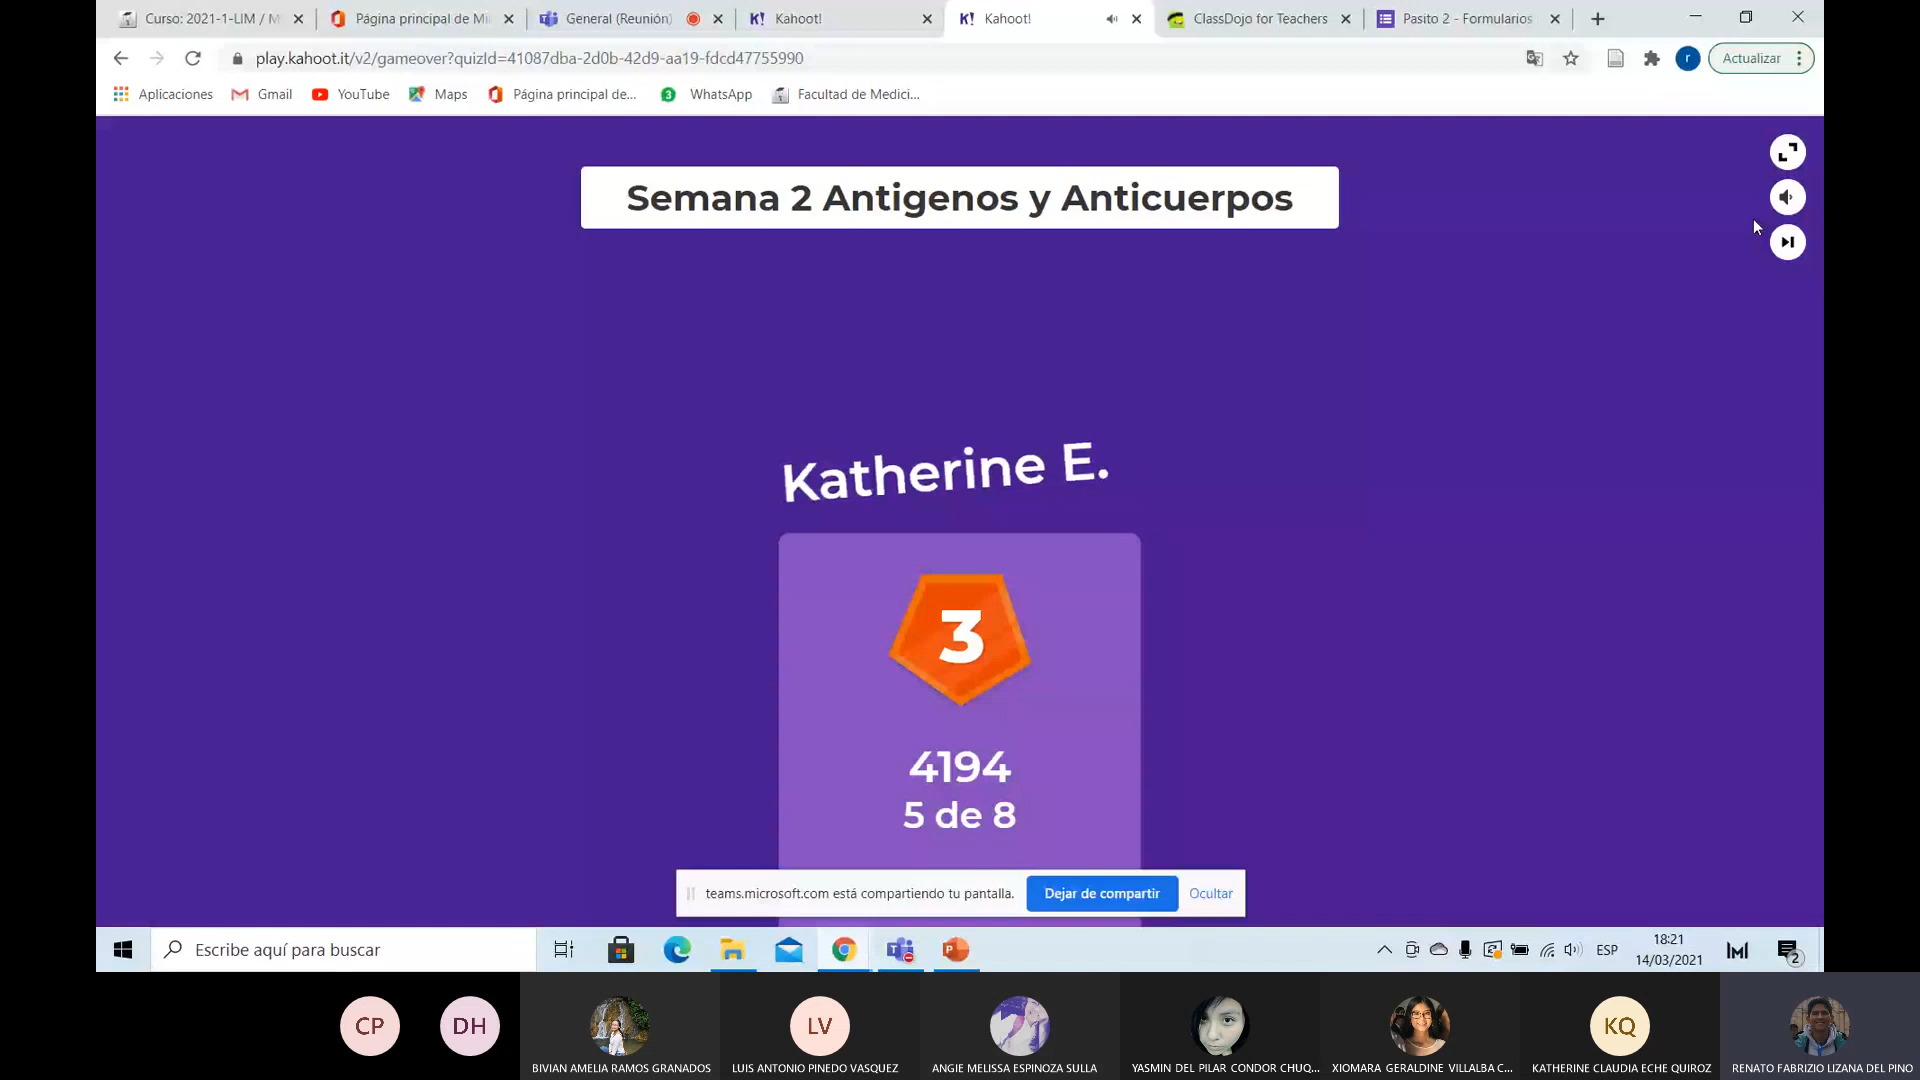 Curso: 2021-1-LIM / M
Página principal de Mi
General (Reunión)
Kahoot!
Kahoot!
ClassDojo for Teachers
Pasito 2 - Formularios
play.kahoot.it/v2/gameover?quizId=41087dba-2d0b-42d9-aa19-fdcd47755990
r
Actualizar
Aplicaciones
Gmail
YouTube
Maps
Página principal de...
3
WhatsApp
Facultad de Medici...
Semana 2 Antigenos y Anticuerpos
Katherine E.
3
4194
5 de 8
teams.microsoft.com está compartiendo tu pantalla.
Dejar de compartir
Ocultar
Escribe aquí para buscar
ESP
18:21
14/03/2021
2
CP
DH
LV
KQ
BIVIAN AMELIA RAMOS GRANADOS
LUIS ANTONIO PINEDO VASQUEZ
ANGIE MELISSA ESPINOZA SULLA
YASMIN DEL PILAR CONDOR CHUQ...
XIOMARA GERALDINE VILLALBA C...
KATHERINE CLAUDIA ECHE QUIROZ
RENATO FABRIZIO LIZANA DEL PINO